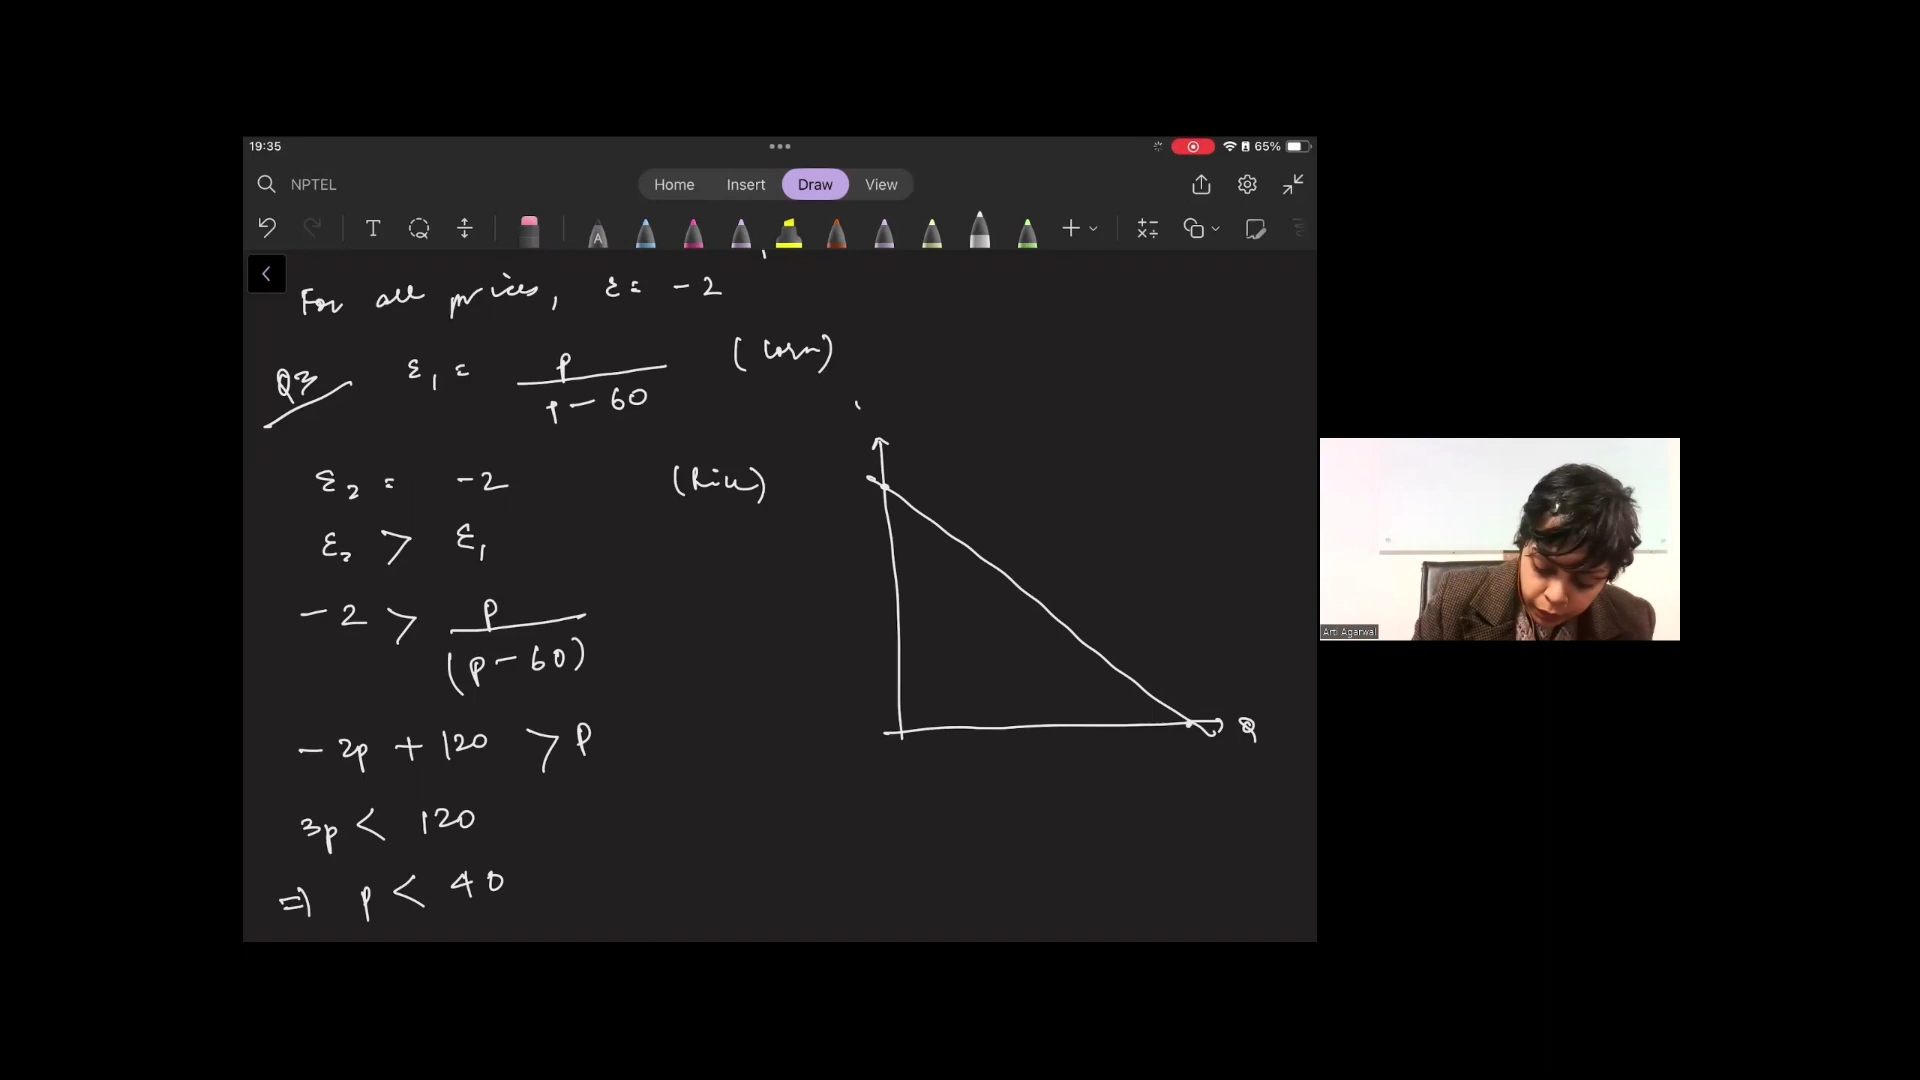 19:35
65%
NPTEL
Home Insert Draw View
T
A
For all prices, ε = -2
Q3 ε₁ = p / p - 60 (Corn)
ε₂ = -2 (Rice)
ε₂ > ε₁
-2 > p / (p - 60)
-2p + 120 > p
3p < 120
⇒ p < 40
Q
Arti Agarwal